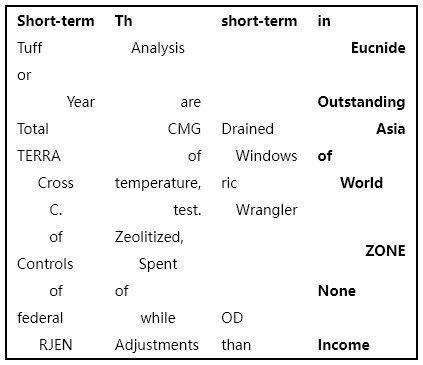 Short-term Th short-term in
Tuff Analysis Eucnide
or
Year are Outstanding
Total CMG Drained Asia
TERRA of Windows of
Cross temperature, ric World
C. test. Wrangler
of Zeolitized, ZONE
Controls Spent
of of None
federal while OD
RJEN Adjustments than Income